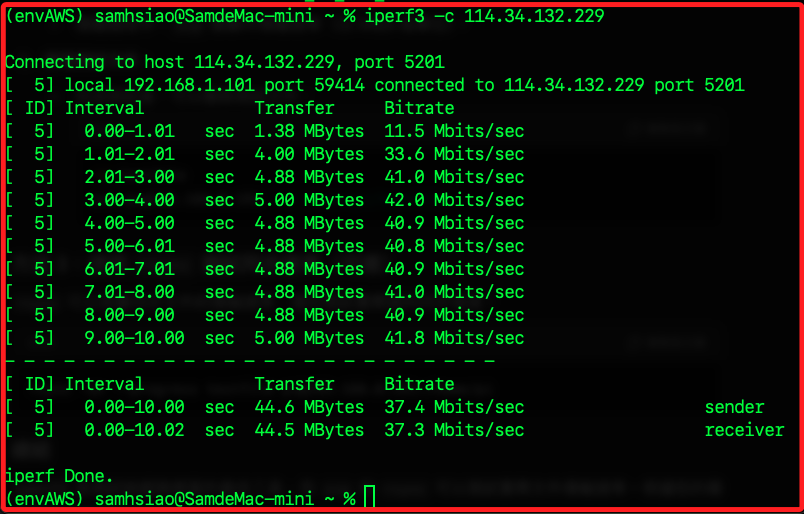 (envAWS) samhsiao@SamdeMac-mini ~ % iperf3 -c 114.34.132.229
Connecting to host 114.34.132.229, port 5201
[  5] local 192.168.1.101 port 59414 connected to 114.34.132.229 port 5201
[ ID] Interval           Transfer     Bitrate
[  5]   0.00-1.01   sec  1.38 MBytes  11.5 Mbits/sec
[  5]   1.01-2.01   sec  4.00 MBytes  33.6 Mbits/sec
[  5]   2.01-3.00   sec  4.88 MBytes  41.0 Mbits/sec
[  5]   3.00-4.00   sec  5.00 MBytes  42.0 Mbits/sec
[  5]   4.00-5.00   sec  4.88 MBytes  40.9 Mbits/sec
[  5]   5.00-6.01   sec  4.88 MBytes  40.8 Mbits/sec
[  5]   6.01-7.01   sec  4.88 MBytes  40.9 Mbits/sec
[  5]   7.01-8.00   sec  4.88 MBytes  41.0 Mbits/sec
[  5]   8.00-9.00   sec  4.88 MBytes  40.9 Mbits/sec
[  5]   9.00-10.00  sec  5.00 MBytes  41.8 Mbits/sec
- - - - - - - - - - - - - - - - - - - - - - - - -
[ ID] Interval           Transfer     Bitrate
[  5]   0.00-10.00  sec  44.6 MBytes  37.4 Mbits/sec                  sender
[  5]   0.00-10.02  sec  44.5 MBytes  37.3 Mbits/sec                  receiver
iperf Done.
(envAWS) samhsiao@SamdeMac-mini ~ %